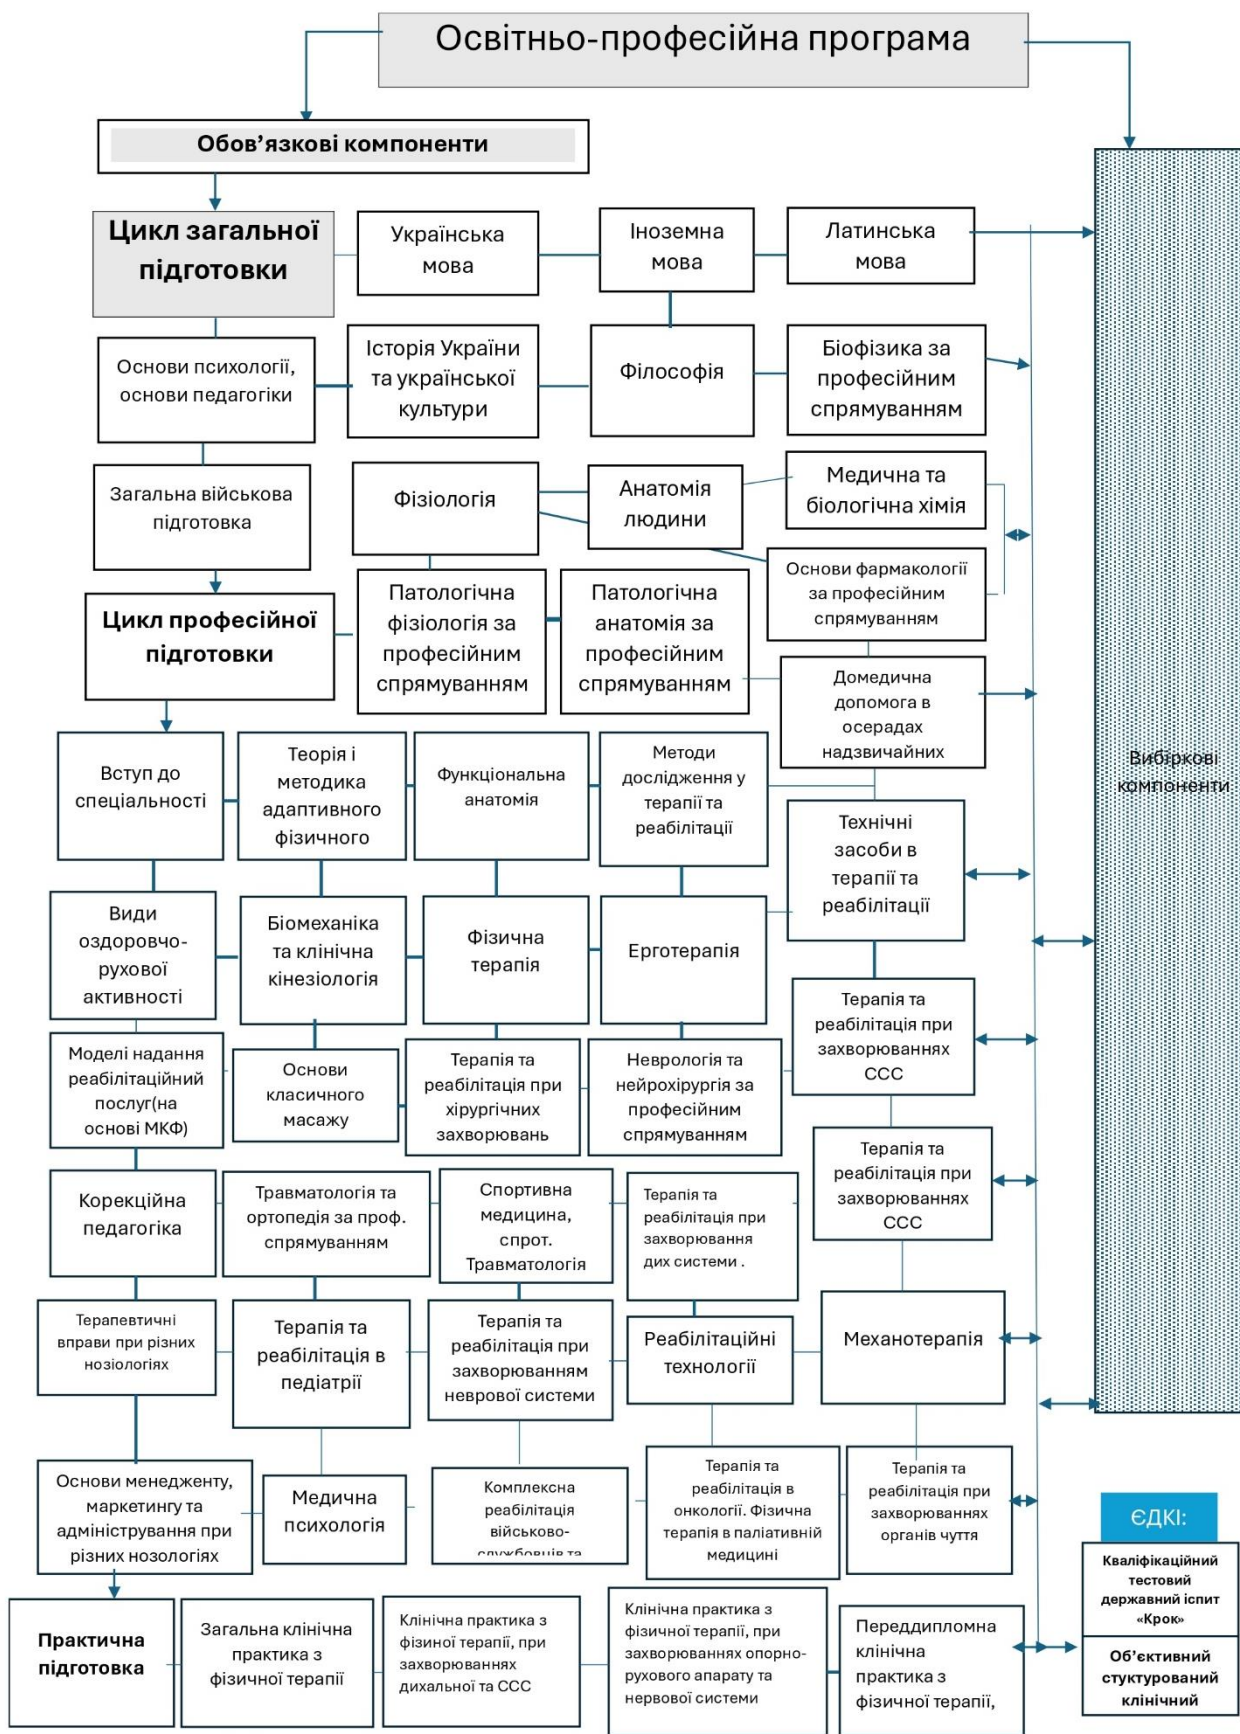 Освітньо-професійна програма
Обов’язкові компоненти
Цикл загальної
підготовки
Українська
мова
Іноземна
мова
Латинська
мова
Основи психології,
основи педагогіки
Історія України
та української
культури
Філософія
Біофізика за
професійним
спрямуванням
Загальна військова
підготовка
Фізіологія
Анатомія
людини
Медична та
біологічна хімія
Основи фармакології
за професійним
спрямуванням
Цикл професійної
підготовки
Патологічна
фізіологія за
професійним
спрямуванням
Патологічна
анатомія за
професійним
спрямуванням
Домедична
допомога в
осерадах
надзвичайних
Вибіркові
компоненти
Вступ до
спеціальності
Теорія і
методика
адаптивного
фізичного
Функціональна
анатомія
Методи
дослідження у
терапії та
реабілітації
Технічні
засоби в
терапії та
реабілітації
Види
оздоровчо-
рухової
активності
Біомеханіка
та клінічна
кінезіологія
Фізична
терапія
Ерготерапія
Терапія та
реабілітація при
захворюваннях
ССС
Моделі надання
реабілітаційний
послуг(на
основі МКФ)
Основи
класичного
масажу
Терапія та
реабілітація при
хірургічних
захворювань
Неврологія та
нейрохірургія за
професійним
спрямуванням
Терапія та
реабілітація при
захворюваннях
ССС
Корекційна
педагогіка
Травматологія та
ортопедія за проф.
спрямуванням
Спортивна
медицина,
спрот.
Травматологія
Терапія та
реабілітація при
захворювання
дих системи .
Терапевтичні
вправи при різних
нозіологіях
Терапія та
реабілітація в
педіатрії
Терапія та
реабілітація при
захворюванням
неврової системи
Реабілітаційні
технології
Механотерапія
Основи менеджменту,
маркетингу та
адміністрування при
різних нозологіях
Медична
психологія
Комплексна
реабілітація
військово-
службовців та
Терапія та
реабілітація в
онкології. Фізична
терапія в паліативній
медицині
Терапія та
реабілітація при
захворюваннях
органів чуття
ЄДКІ:
Кваліфікаційний
тестовий
державний іспит
«Крок»
Об’єктивний
стуктурований
клінічний
Практична
підготовка
Загальна клінічна
практика з
фізичної терапії
Клінічна практика з
фізиної терапії, при
захворюваннях
дихальної та ССС
Клінічна практика з
фізичної терапії, при
захворюваннях опорно-
рухового апарату та
нервової системи
Переддипломна
клінічна
практика з
фізичної терапії,